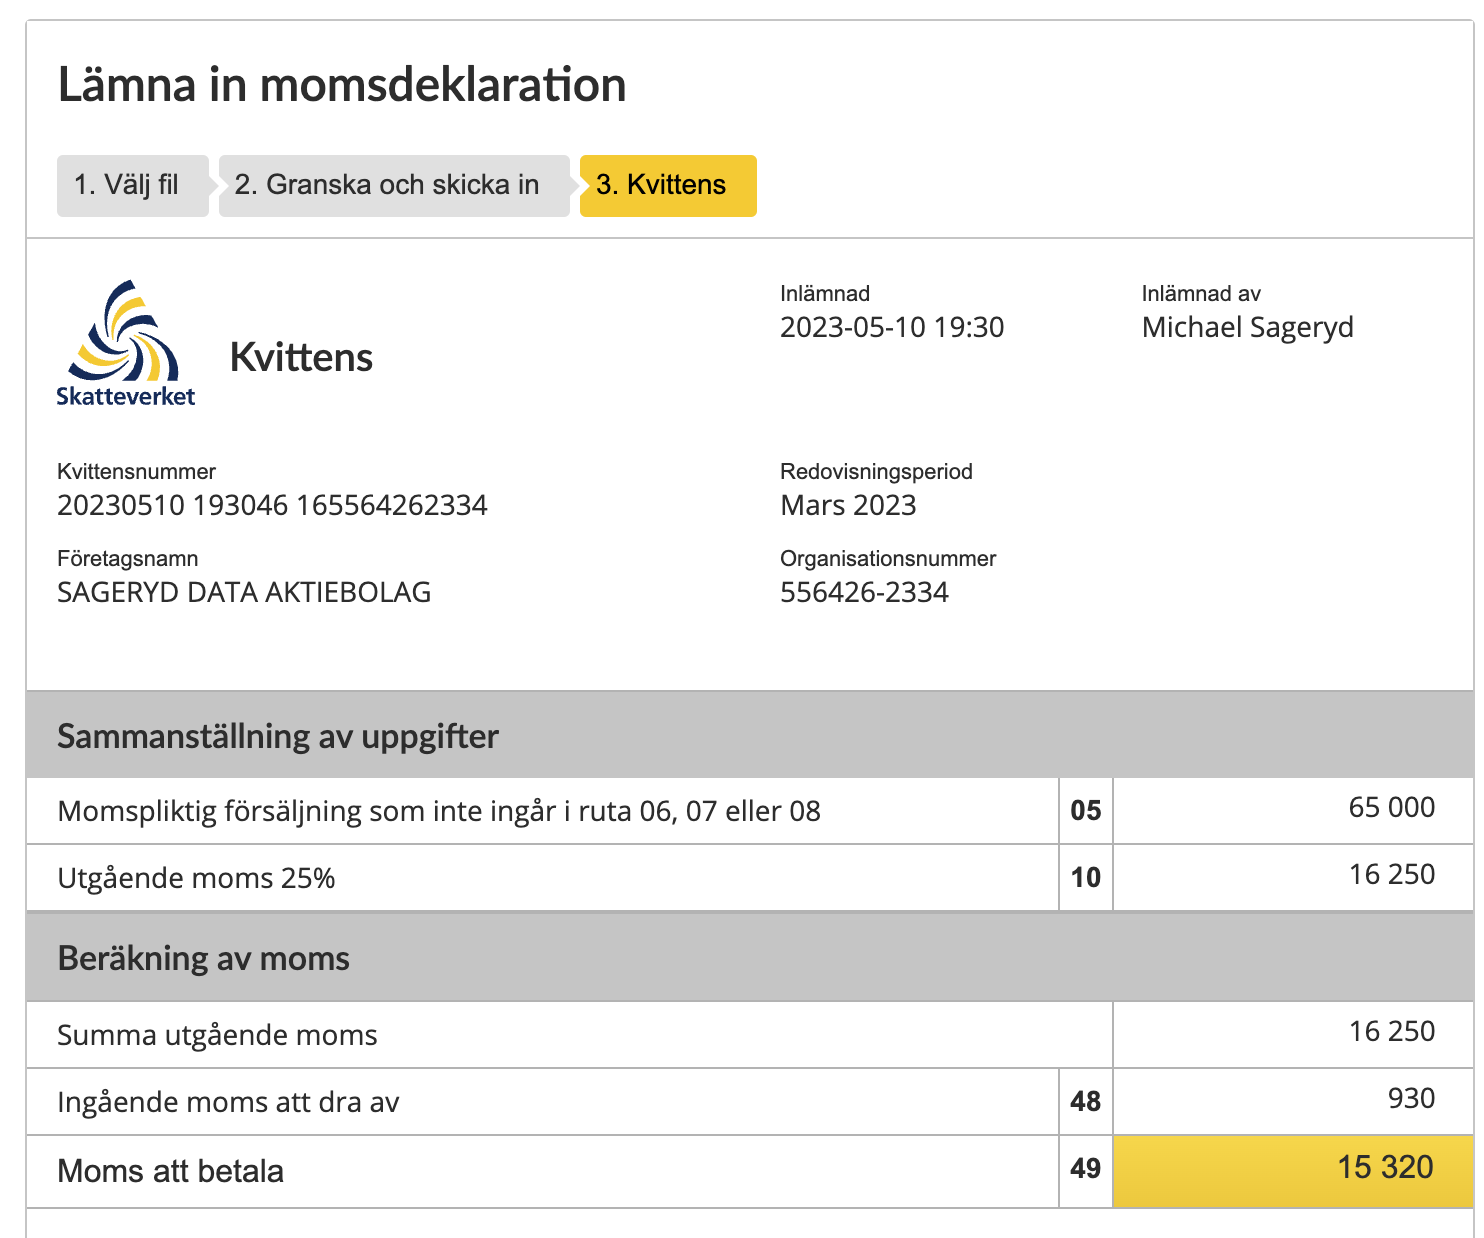 Lämna in momsdeklaration
1. Välj fil
2. Granska och skicka in
3. Kvittens
Skatteverket
Kvittens
Inlämnad
2023-05-10 19:30
Inlämnad av
Michael Sageryd
Kvittensnummer
20230510 193046 165564262334
Redovisningsperiod
Mars 2023
Företagsnamn
SAGERYD DATA AKTIEBOLAG
Organisationsnummer
556426-2334
Sammanställning av uppgifter
Momspliktig försäljning som inte ingår i ruta 06, 07 eller 08 05 65 000
Utgående moms 25% 10 16 250
Beräkning av moms
Summa utgående moms 16 250
Ingående moms att dra av 48 930
Moms att betala 49 15 320